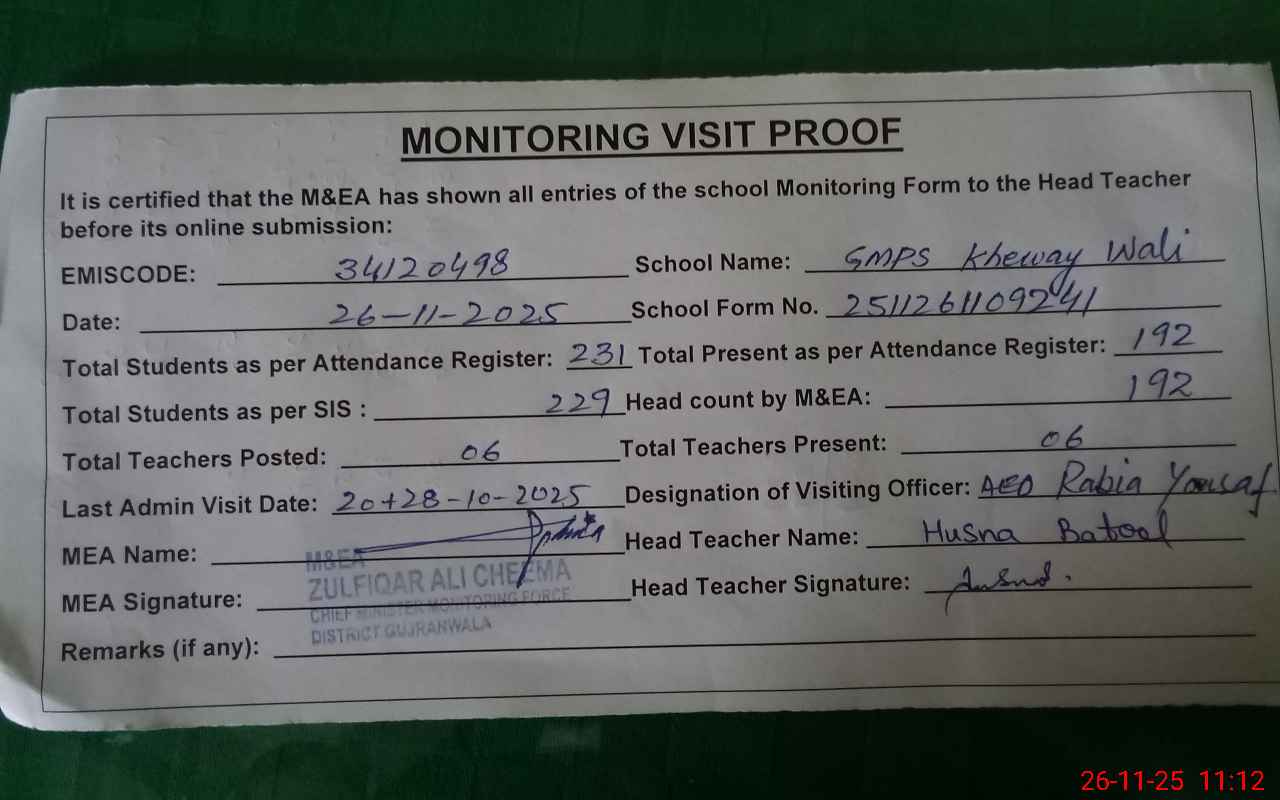 MONITORING VISIT PROOF
It is certified that the M&EA has shown all entries of the school Monitoring Form to the Head Teacher
before its online submission:
EMISCODE: 34120498 School Name: GMPS Kheway Wali
Date: 26-11-2025 School Form No. 2511261109241
Total Students as per Attendance Register: 231 Total Present as per Attendance Register: 192
Total Students as per SIS : 229 Head count by M&EA: 192
Total Teachers Posted: 06 Total Teachers Present: 06
Last Admin Visit Date: 20+28-10-2025 Designation of Visiting Officer: AEO Rabia Yousaf
MEA Name: Head Teacher Name: Husna Batool
M&EA
MEA Signature: ZULFIQAR ALI CHEEMA Head Teacher Signature:
CHIEF MINISTER MONITORING FORCE
DISTRICT GUJRANWALA
Remarks (if any):
26-11-25 11:12